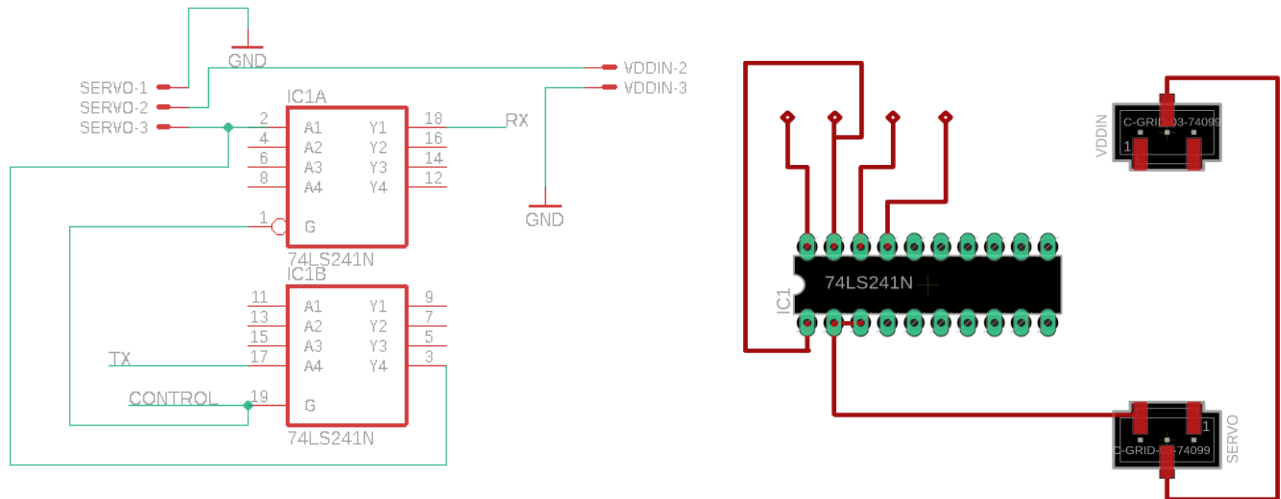 GND
SERVO-1
SERVO-2
SERVO-3
VDDIN-2
VDDIN-3
IC1A
2 A1 Y1 18 RX
4 A2 Y2 16
6 A3 Y3 14
8 A4 Y4 12
1 G
74LS241N
GND
IC1B
11 A1 Y1 9
13 A2 Y2 7
15 A3 Y3 5
TX 17 A4 Y4 3
CONTROL 19 G
74LS241N
VDDIN
C-GRID-03-74099
1
IC1
74LS241N
1
C-GRID-03-74099
SERVO